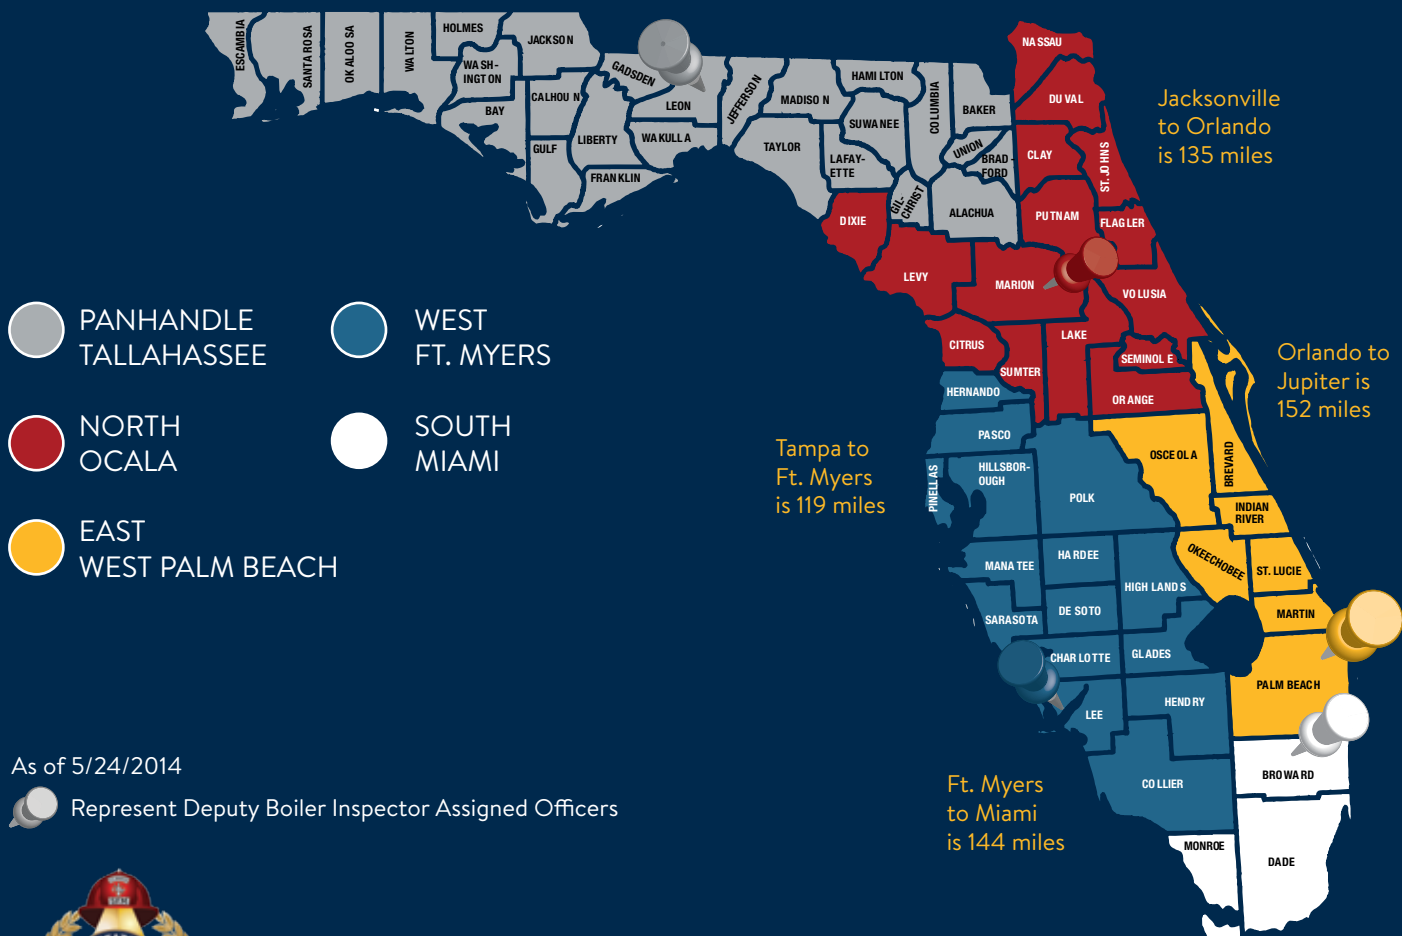 ESCAMBIA
SANTA ROSA
OKALOOSA
WALTON
HOLMES
WASH-
INGTON
JACKSON
BAY
CALHOUN
GULF
GADSDEN
LIBERTY
LEON
WAKULLA
FRANKLIN
JEFFERSON
MADISON
TAYLOR
HAMILTON
SUWANEE
LAFAY-
ETTE
COLUMBIA
BAKER
UNION
BRAD-
FORD
GIL-
CHRIST
ALACHUA
NASSAU
DUVAL
CLAY
ST. JOHNS
PUTNAM
FLAGLER
DIXIE
LEVY
MARION
VOLUSIA
CITRUS
SUMTER
LAKE
SEMINOLE
ORANGE
Jacksonville
to Orlando
is 135 miles
PANHANDLE
TALLAHASSEE
WEST
FT. MYERS
NORTH
OCALA
SOUTH
MIAMI
EAST
WEST PALM BEACH
Orlando to
Jupiter is
152 miles
Tampa to
Ft. Myers
is 119 miles
HERNANDO
PASCO
PINELLAS
HILLSBOR-
OUGH
POLK
OSCEOLA
BREVARD
INDIAN
RIVER
MANATEE
HARDEE
HIGHLANDS
OKEECHOBEE
ST. LUCIE
SARASOTA
DE SOTO
MARTIN
CHARLOTTE
GLADES
LEE
HENDRY
PALM BEACH
COLLIER
BROWARD
MONROE
DADE
Ft. Myers
to Miami
is 144 miles
As of 5/24/2014
Represent Deputy Boiler Inspector Assigned Officers